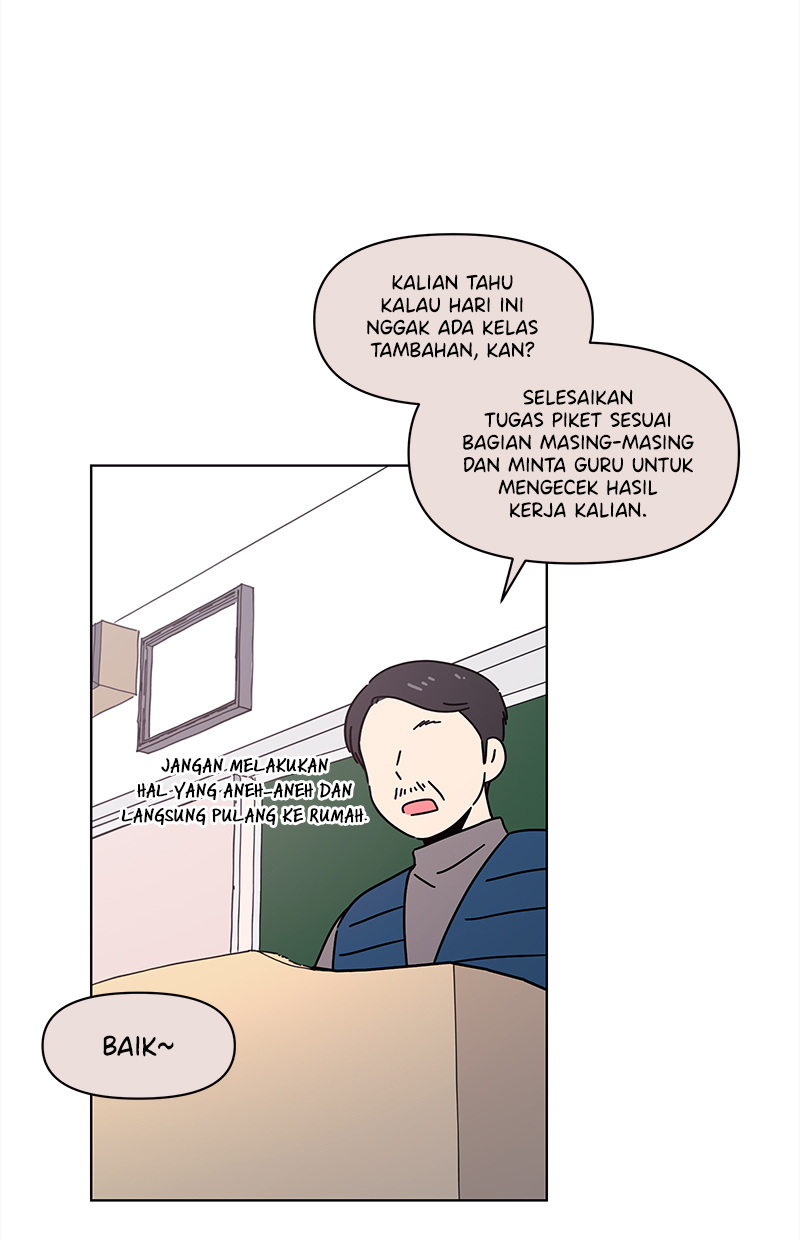 KALIAN TAHU
KALAU HARI INI
NGGAK ADA KELAS
TAMBAHAN, KAN?
SELESAIKAN
TUGAS PIKET SESUAI
BAGIAN MASING-MASING
DAN MINTA GURU UNTUK
MENGECEK HASIL
KERJA KALIAN.
JANGAN MELAKUKAN
HAL YANG ANEH-ANEH DAN
LANGSUNG PULANG KE RUMAH.
BAIK~